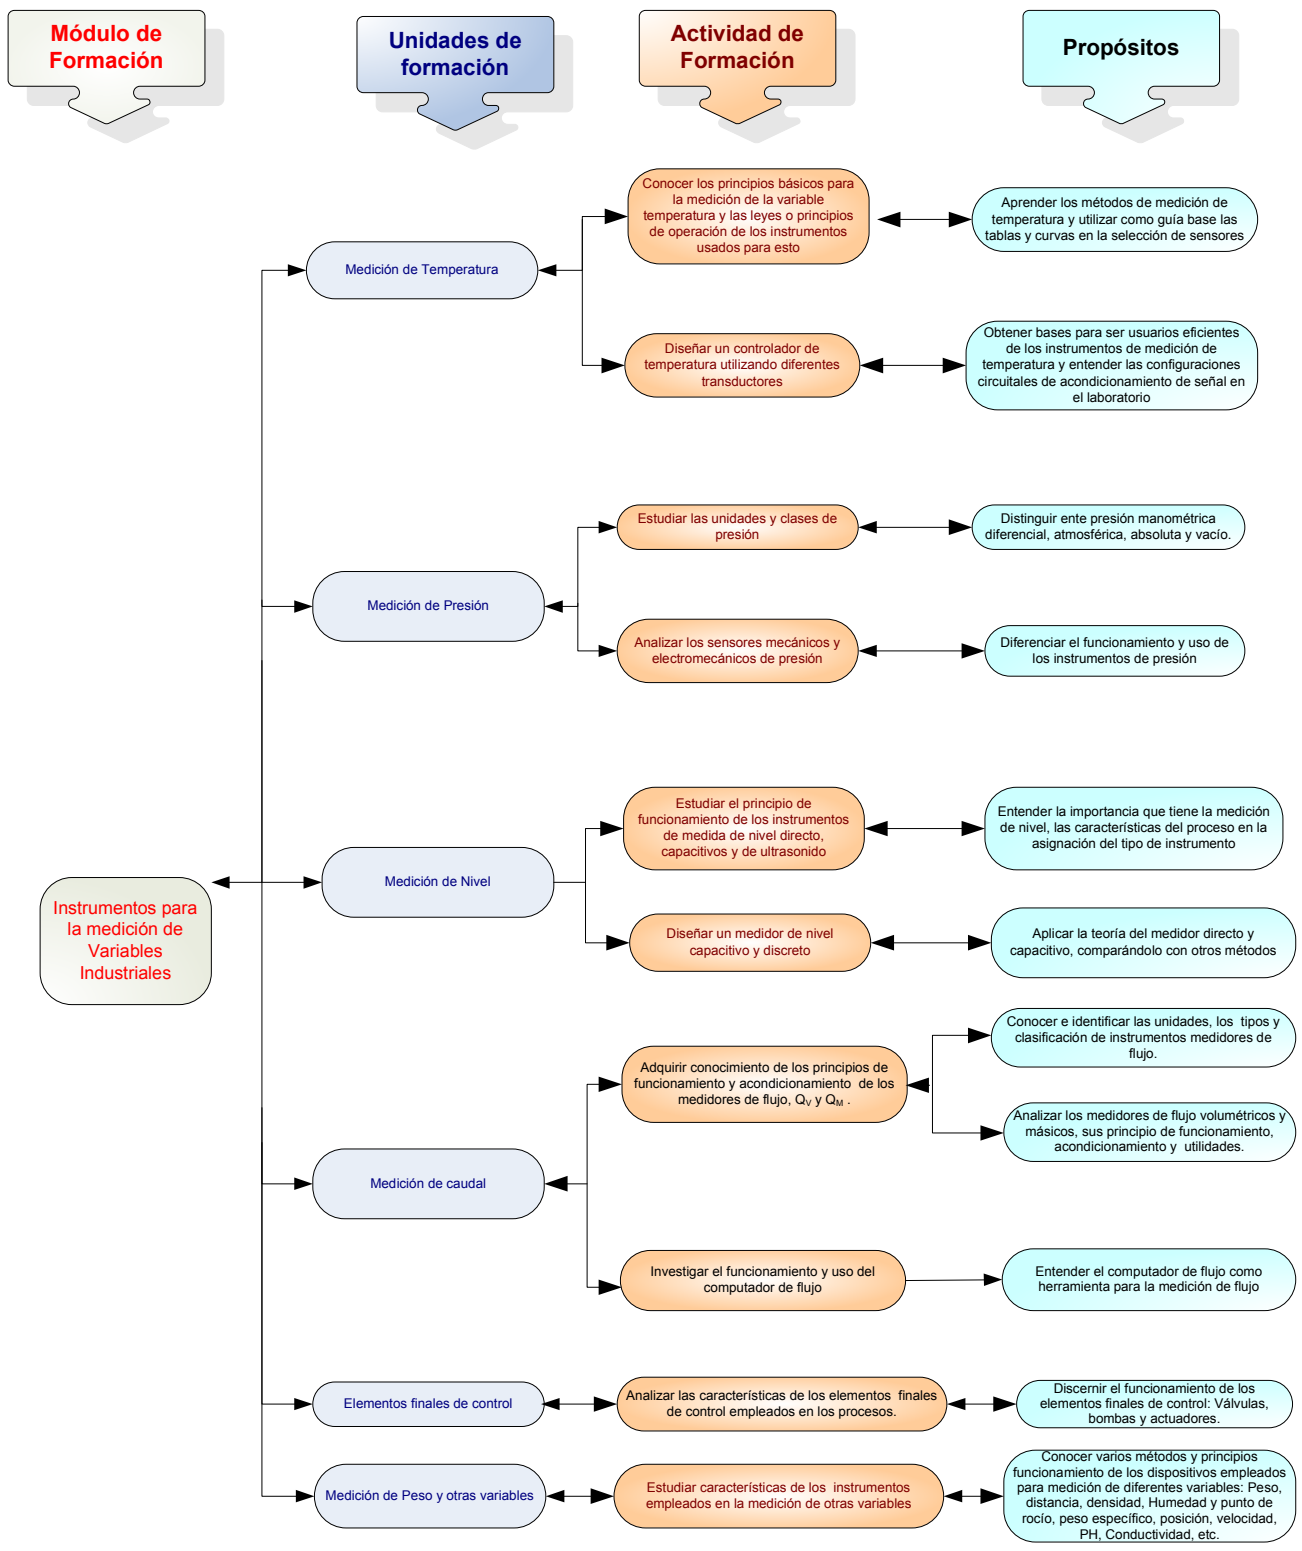 Módulo de
Formación
Unidades de
formación
Actividad de
Formación
Propósitos
Conocer los principios básicos para
la medición de la variable
temperatura y las leyes o principios
de operación de los instrumentos
usados para esto
Aprender los métodos de medición de
temperatura y utilizar como guía base las
tablas y curvas en la selección de sensores
Medición de Temperatura
Diseñar un controlador de
temperatura utilizando diferentes
transductores
Obtener bases para ser usuarios eficientes
de los instrumentos de medición de
temperatura y entender las configuraciones
circuitales de acondicionamiento de señal en
el laboratorio
Estudiar las unidades y clases de
presión
Distinguir ente presión manométrica
diferencial, atmosférica, absoluta y vacío.
Medición de Presión
Analizar los sensores mecánicos y
electromecánicos de presión
Diferenciar el funcionamiento y uso de
los instrumentos de presión
Estudiar el principio de
funcionamiento de los instrumentos
de medida de nivel directo,
capacitivos y de ultrasonido
Entender la importancia que tiene la medición
de nivel, las características del proceso en la
asignación del tipo de instrumento
Medición de Nivel
Instrumentos para
la medición de
Variables
Industriales
Diseñar un medidor de nivel
capacitivo y discreto
Aplicar la teoría del medidor directo y
capacitivo, comparándolo con otros métodos
Conocer e identificar las unidades, los  tipos y
clasificación de instrumentos medidores de
flujo.
Adquirir conocimiento de los principios de
funcionamiento y acondicionamiento  de los
medidores de flujo, QV y QM .
Analizar los medidores de flujo volumétricos y
másicos, sus principio de funcionamiento,
acondicionamiento y  utilidades.
Medición de caudal
Investigar el funcionamiento y uso del
computador de flujo
Entender el computador de flujo como
herramienta para la medición de flujo
Elementos finales de control
Analizar las características de los elementos  finales
de control empleados en los procesos.
Discernir el funcionamiento de los
elementos finales de control: Válvulas,
bombas y actuadores.
Medición de Peso y otras variables
Estudiar características de los  instrumentos
empleados en la medición de otras variables
Conocer varios métodos y principios
funcionamiento de los dispositivos empleados
para medición de diferentes variables: Peso,
distancia, densidad, Humedad y punto de
rocío, peso específico, posición, velocidad,
PH, Conductividad, etc.